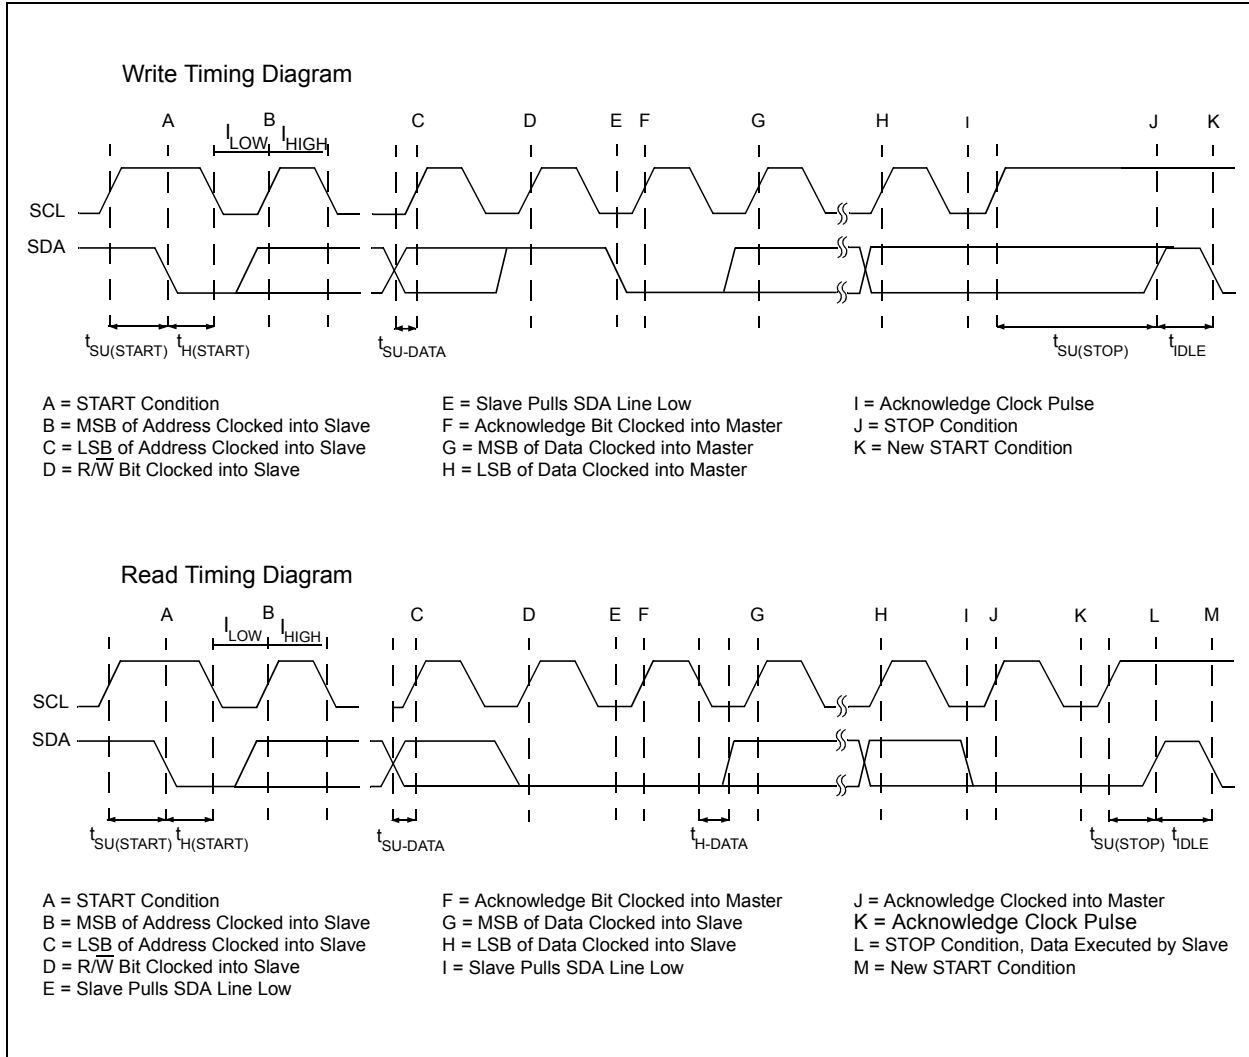 Write Timing Diagram
A B C D E F G H I J K
I LOW I HIGH
SCL
SDA
tSU(START) tH(START) tSU-DATA tSU(STOP) tIDLE
A = START Condition
B = MSB of Address Clocked into Slave
C = LSB of Address Clocked into Slave
D = R/W̅ Bit Clocked into Slave
E = Slave Pulls SDA Line Low
F = Acknowledge Bit Clocked into Master
G = MSB of Data Clocked into Master
H = LSB of Data Clocked into Master
I = Acknowledge Clock Pulse
J = STOP Condition
K = New START Condition
Read Timing Diagram
A B C D E F G H I J K L M
I LOW I HIGH
SCL
SDA
tSU(START) tH(START) tSU-DATA tH-DATA tSU(STOP) tIDLE
A = START Condition
B = MSB of Address Clocked into Slave
C = LSB of Address Clocked into Slave
D = R/W̅ Bit Clocked into Slave
E = Slave Pulls SDA Line Low
F = Acknowledge Bit Clocked into Master
G = MSB of Data Clocked into Slave
H = LSB of Data Clocked into Slave
I = Slave Pulls SDA Line Low
J = Acknowledge Clocked into Master
K = Acknowledge Clock Pulse
L = STOP Condition, Data Executed by Slave
M = New START Condition